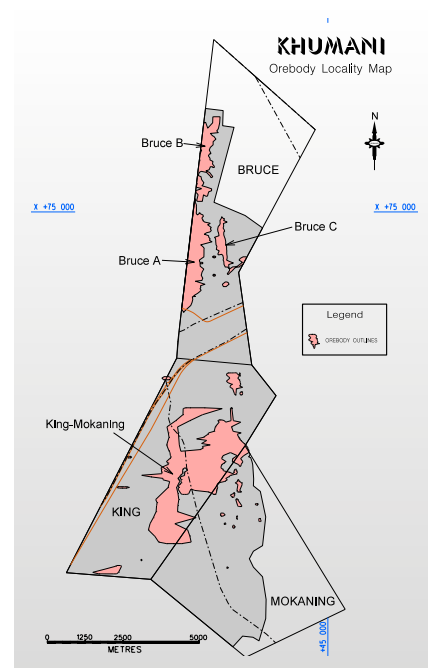 KHUMANI
Orebody Locality Map
N
Bruce B
BRUCE
X +75 000
X +75 000
Bruce C
Bruce A
Legend
OREBODY OUTLINES
King-Mokaning
KING
MOKANING
0 1250 2500 5000
METRES
+45 000